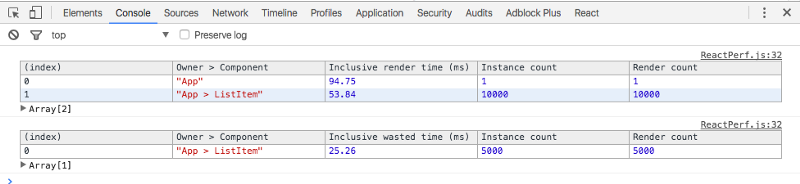 Elements Console Sources Network Timeline Profiles Application Security Audits Adblock Plus React
top Preserve log
ReactPerf.js:32
(index) Owner > Component Inclusive render time (ms) Instance count Render count
0 "App" 94.75 1 1
1 "App > ListItem" 53.84 10000 10000
Array[2]
ReactPerf.js:32
(index) Owner > Component Inclusive wasted time (ms) Instance count Render count
0 "App > ListItem" 25.26 5000 5000
Array[1]